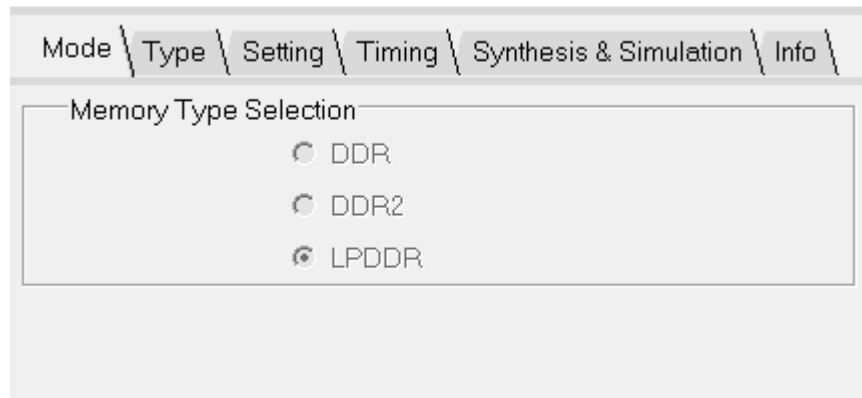 Mode Type Setting Timing Synthesis & Simulation Info
Memory Type Selection
DDR
DDR2
LPDDR